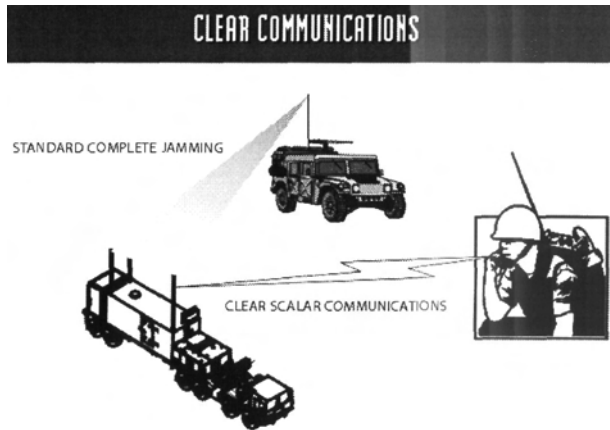 CLEAR COMMUNICATIONS
STANDARD COMPLETE JAMMING
CLEAR SCALAR COMMUNICATIONS